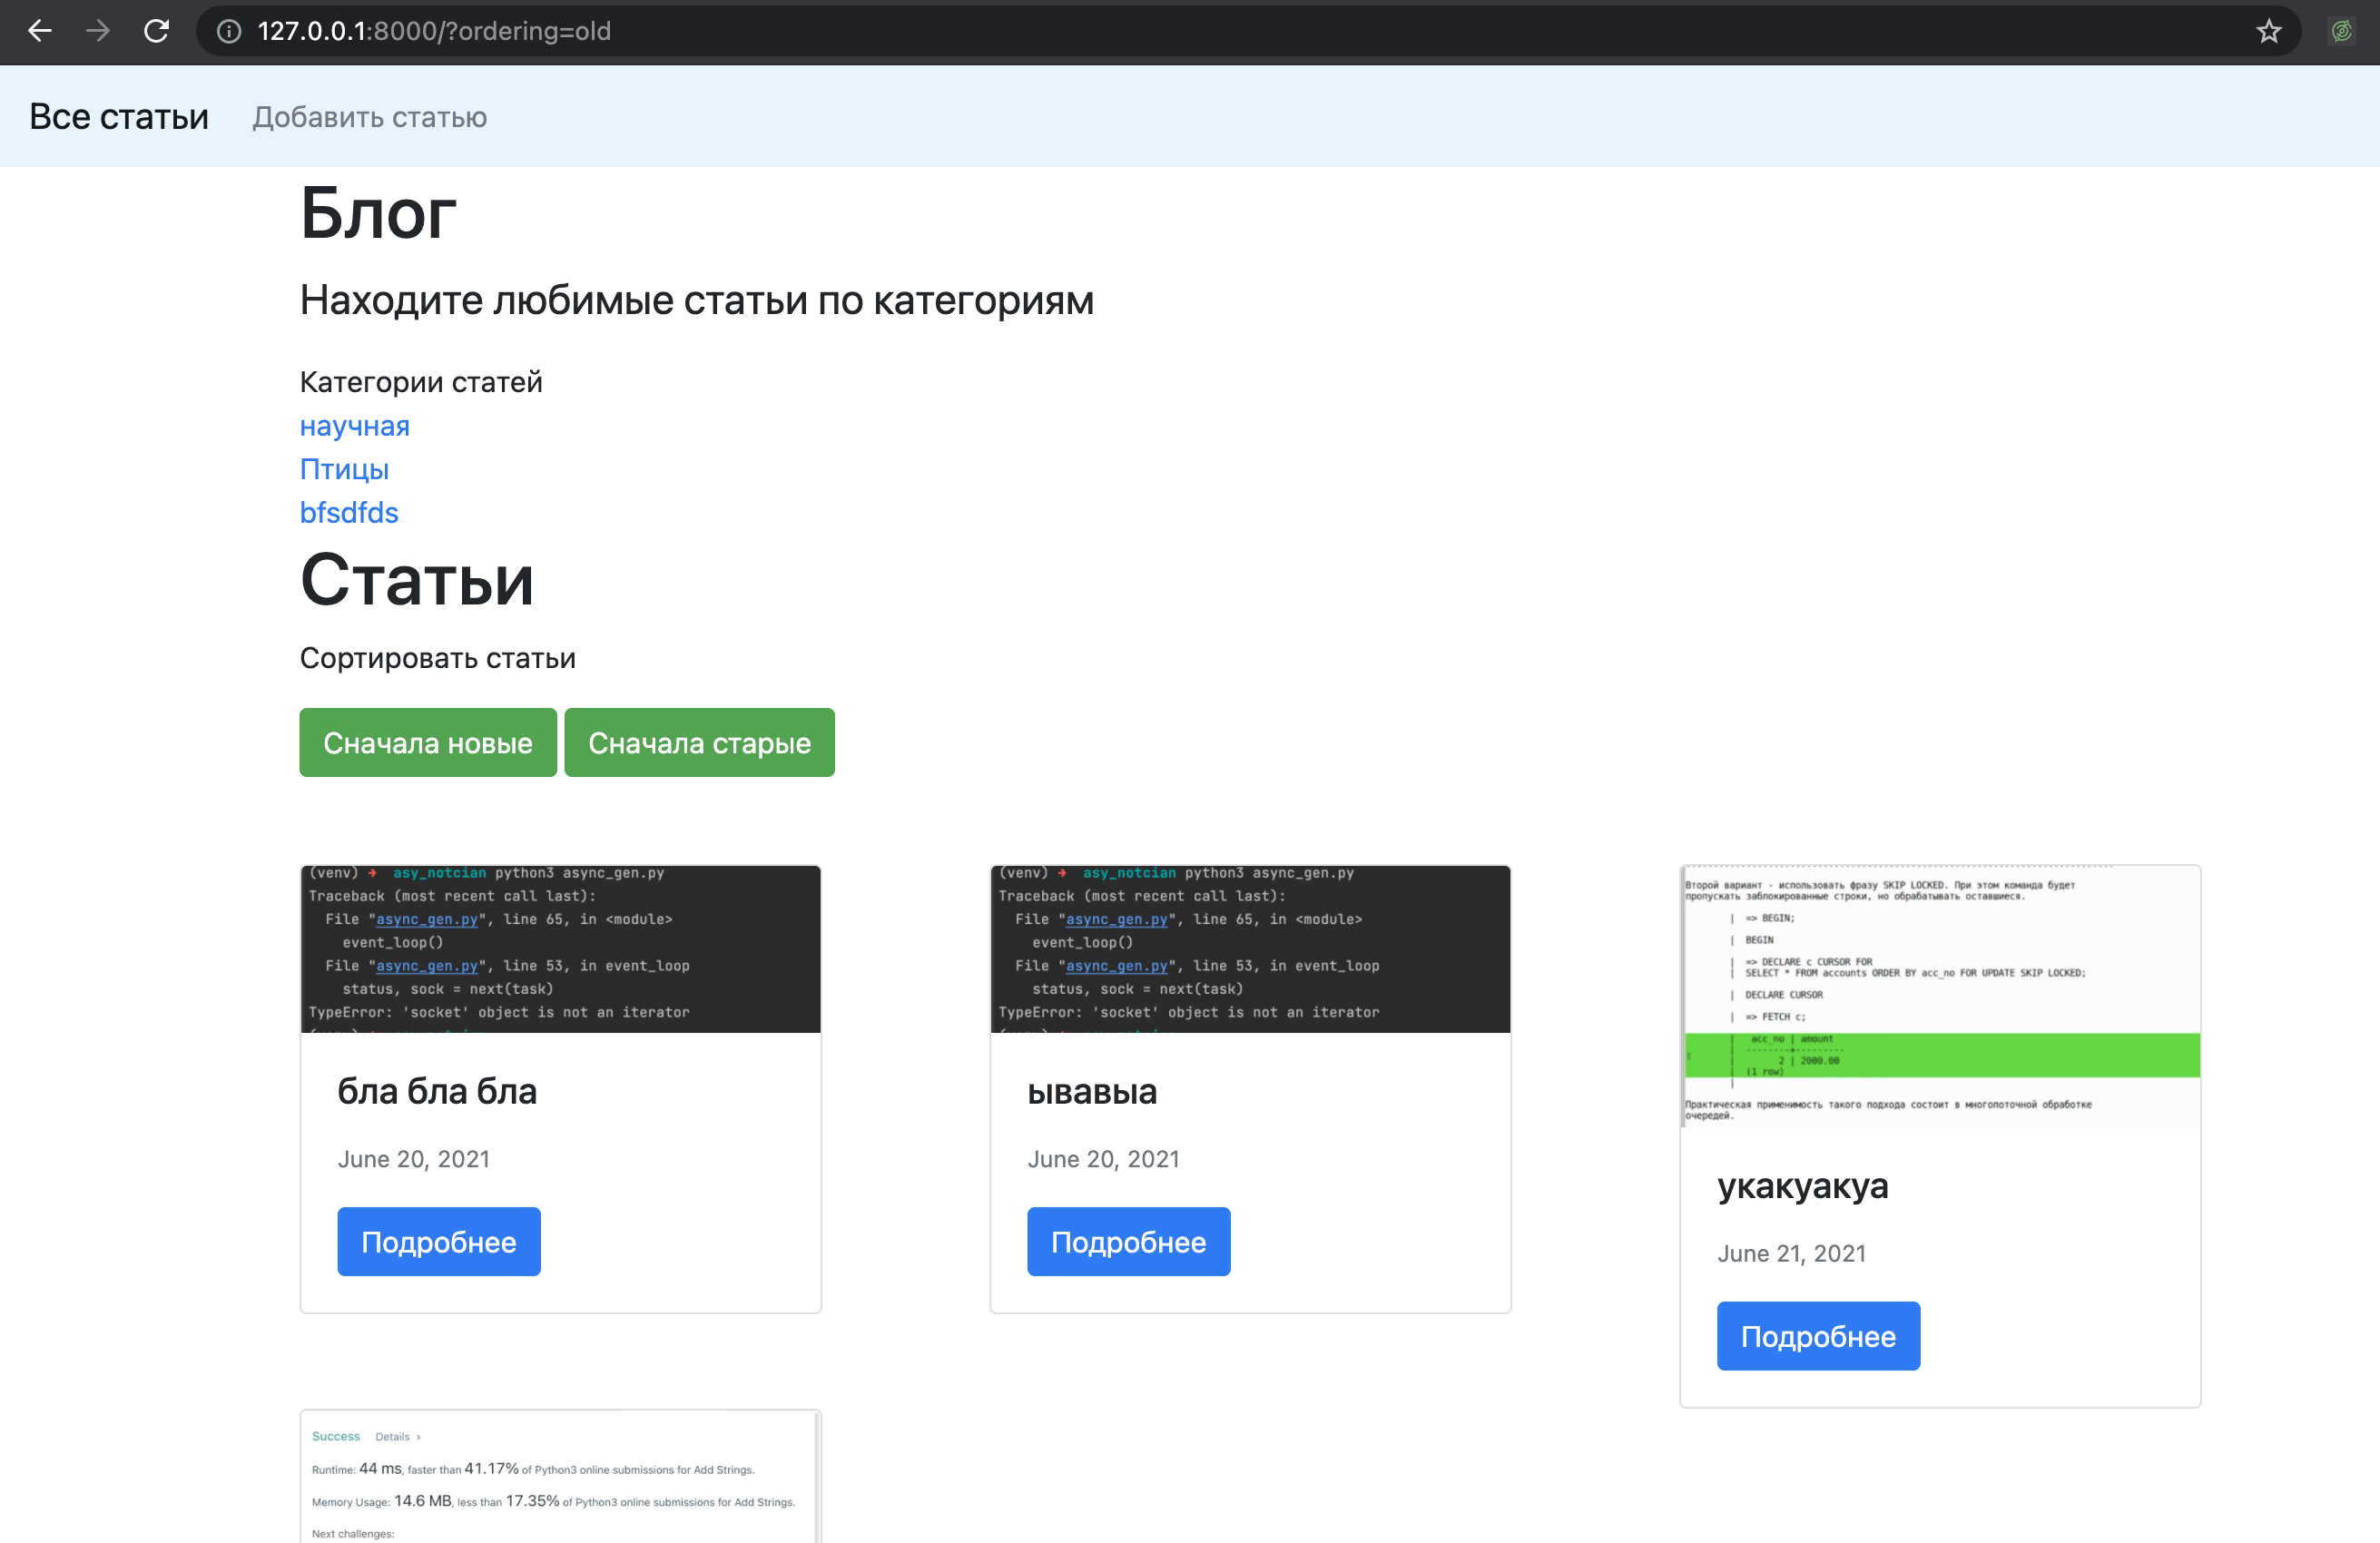 127.0.0.1:8000/?ordering=old
Все статьи Добавить статью
Блог
Находите любимые статьи по категориям
Категории статей
научная
Птицы
bfsdfds
Статьи
Сортировать статьи
Сначала новые Сначала старые
(venv) → asy_notcian python3 async_gen.py
Traceback (most recent call last):
File "async_gen.py", line 65, in <module>
event_loop()
File "async_gen.py", line 53, in event_loop
status, sock = next(task)
TypeError: 'socket' object is not an iterator
бла бла бла
June 20, 2021
Подробнее
(venv) → asy_notcian python3 async_gen.py
Traceback (most recent call last):
File "async_gen.py", line 65, in <module>
event_loop()
File "async_gen.py", line 53, in event_loop
status, sock = next(task)
TypeError: 'socket' object is not an iterator
ывавыа
June 20, 2021
Подробнее
Второй вариант - использовать фразу SKIP LOCKED. При этом команда будет
пропускать заблокированные строки, но обрабатывать оставшиеся.
| => BEGIN;
| BEGIN
| => DECLARE c CURSOR FOR
| SELECT * FROM accounts ORDER BY acc_no FOR UPDATE SKIP LOCKED;
| DECLARE CURSOR
| => FETCH c;
| acc_no | amount
| --------+---------
| 2 | 2000.00
| (1 row)
|
Практическая применимость такого подхода состоит в многопоточной обработке
очередей.
укакуакуа
June 21, 2021
Подробнее
Success Details >
Runtime: 44 ms, faster than 41.17% of Python3 online submissions for Add Strings.
Memory Usage: 14.6 MB, less than 17.35% of Python3 online submissions for Add Strings.
Next challenges: